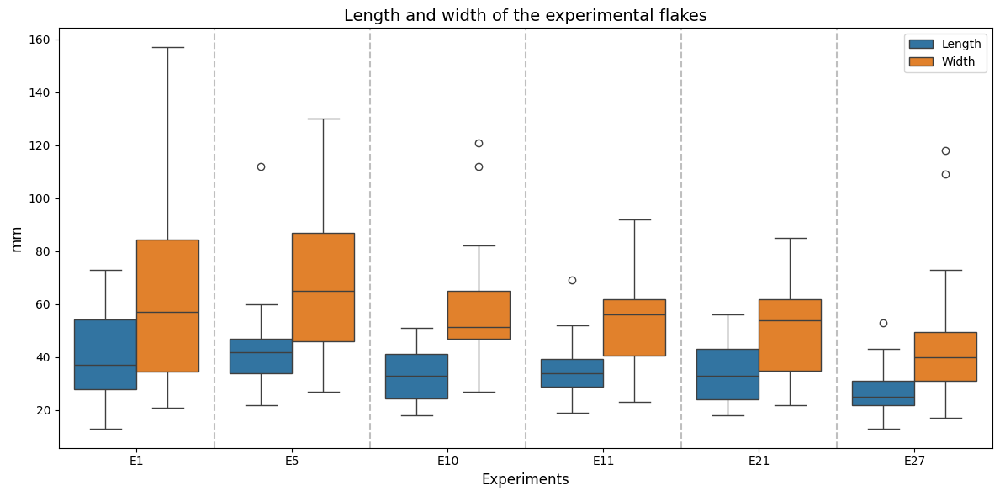 Length and width of the experimental flakes
Length
Width
mm
160
140
120
100
80
60
40
20
E1 E5 E10 E11 E21 E27
Experiments